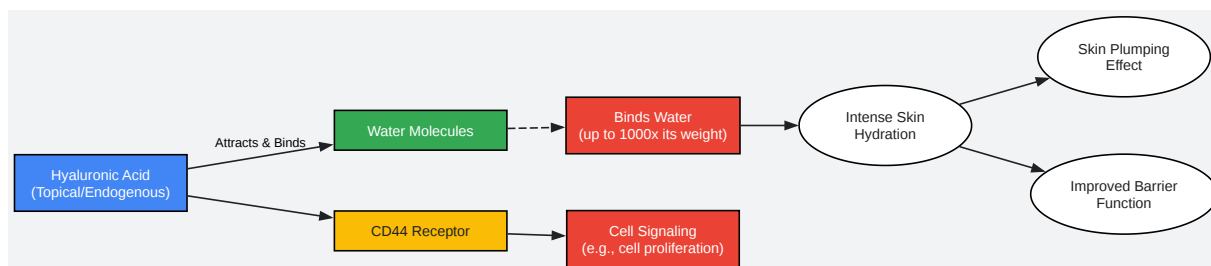 Hyaluronic Acid
(Topical/Endogenous)
Attracts & Binds
Water Molecules
CD44 Receptor
Binds Water
(up to 1000x its weight)
Cell Signaling
(e.g., cell proliferation)
Intense Skin
Hydration
Skin Plumping
Effect
Improved Barrier
Function